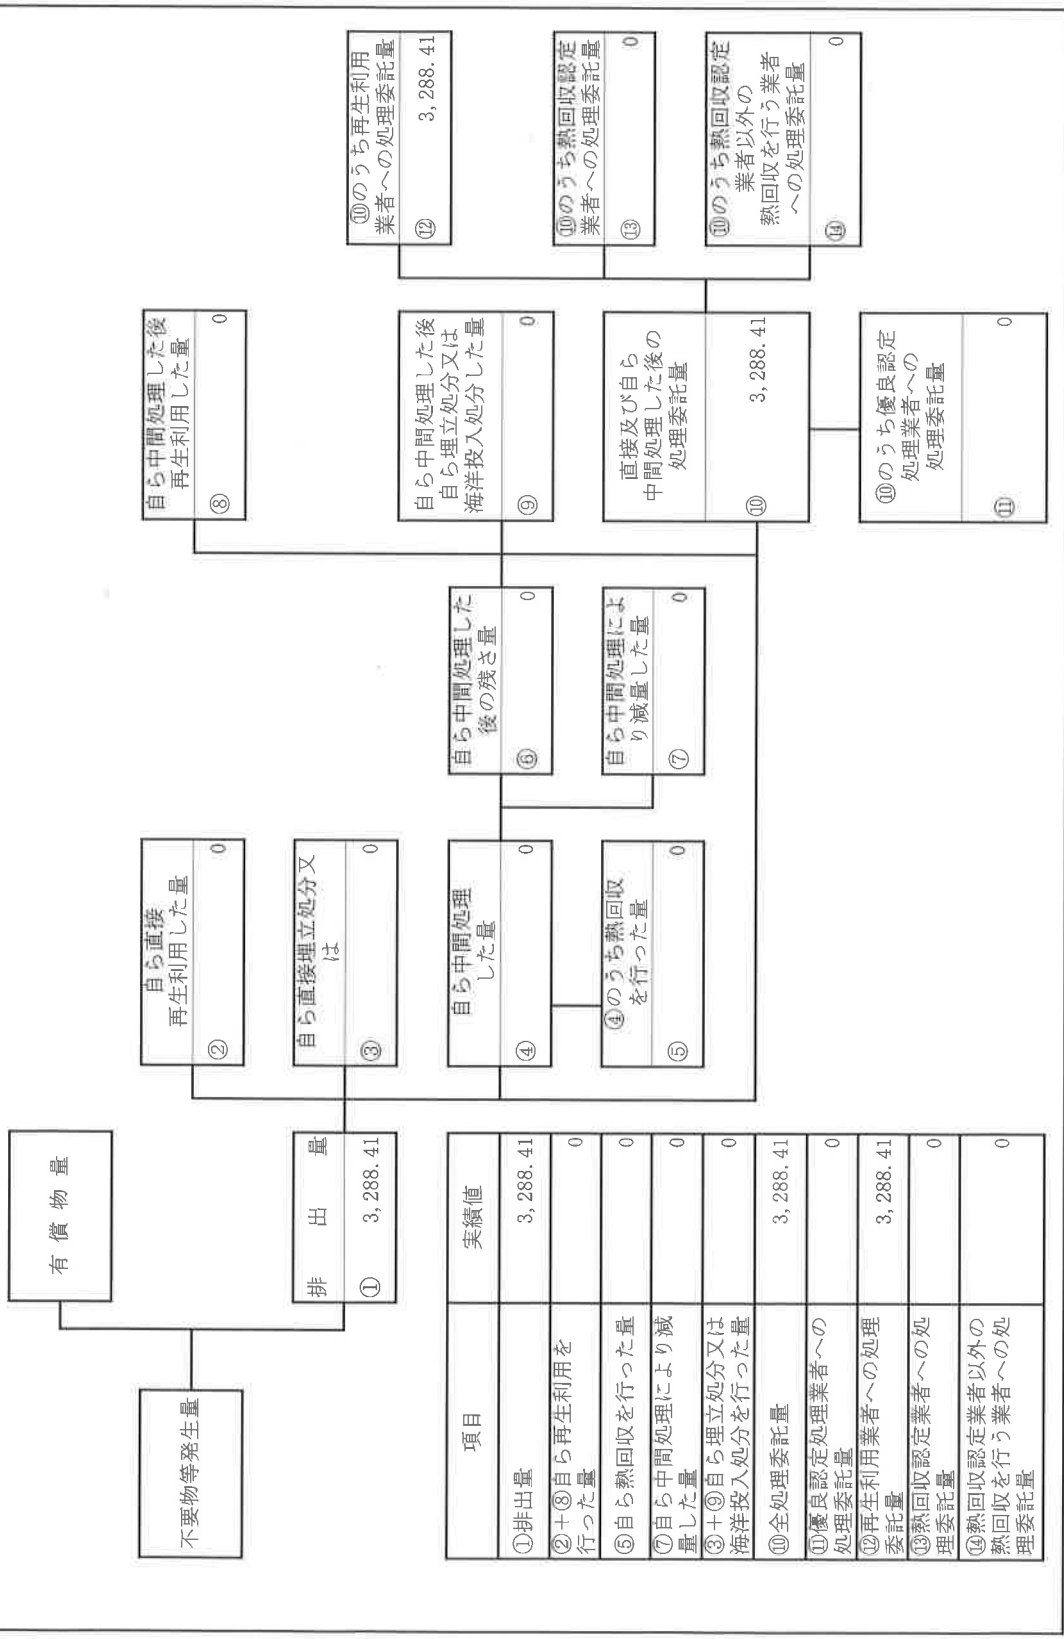 有償物量
不要物等発生量
排出量
① 3,288.41
自ら直接
再生利用した量
② 0
自ら直接埋立処分又
は
③ 0
自ら中間処理
した量
④ 0
④のうち熱回収
を行った量
⑤ 0
自ら中間処理した
後の残さ量
⑥ 0
自ら中間処理によ
り減量した量
⑦ 0
自ら中間処理した後
再生利用した量
⑧ 0
自ら中間処理した後
自ら埋立処分又は
海洋投入処分した量
⑨ 0
直接及び自ら
中間処理した後の
処理委託量
⑩ 3,288.41
⑩のうち優良認定
処理業者への
処理委託量
⑪ 0
⑩のうち再生利用
業者への処理委託量
⑫ 3,288.41
⑩のうち熱回収認定
業者への処理委託量
⑬ 0
⑩のうち熱回収認定
業者以外の
熱回収を行う業者
への処理委託量
⑭ 0
項目 実績値
①排出量 3,288.41
②+⑧自ら再生利用を
行った量 0
⑤自ら熱回収を行った量 0
⑦自ら中間処理により減
量した量 0
③+⑨自ら埋立処分又は
海洋投入処分を行った量 0
⑩全処理委託量 3,288.41
⑪優良認定処理業者への
処理委託量 0
⑫再生利用業者への処理
委託量 3,288.41
⑬熱回収認定業者への処
理委託量 0
⑭熱回収認定業者以外の
熱回収を行う業者への処
理委託量 0